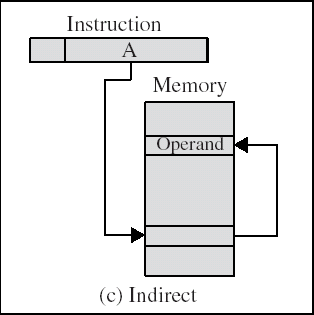 Instruction
A
Memory
Operand
(c) Indirect